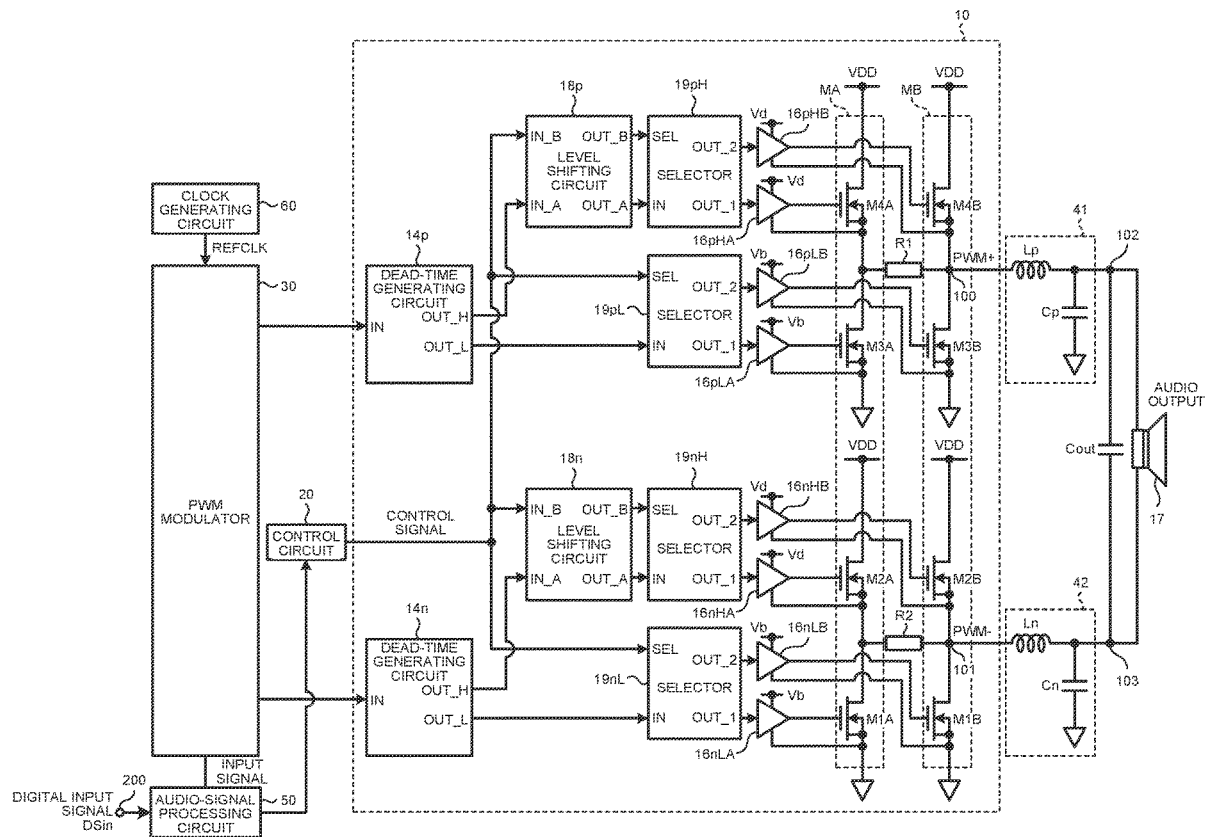 10
VDD
VDD
18p
19pH
MA
MB
Vd
16pHB
IN_B
OUT_B
SEL
OUT_2
LEVEL
SHIFTING
CIRCUIT
SELECTOR
Vd
IN_A
OUT_A
IN
OUT_1
M4A
M4B
CLOCK
GENERATING
CIRCUIT
60
REFCLK
16pHA
14p
Vb
16pLB
R1
PWM+
Lp
41
102
30
DEAD-TIME
GENERATING
CIRCUIT
OUT_H
IN
OUT_L
SEL
OUT_2
19pL
SELECTOR
Vb
IN
OUT_1
100
Cp
M3A
M3B
16pLA
AUDIO
OUTPUT
VDD
VDD
Cout
17
18n
19nH
Vd
16nHB
PWM
MODULATOR
20
CONTROL
CIRCUIT
CONTROL
SIGNAL
IN_B
OUT_B
SEL
OUT_2
LEVEL
SHIFTING
CIRCUIT
SELECTOR
Vd
IN_A
OUT_A
IN
OUT_1
M2A
M2B
16nHA
42
14n
Vb
16nLB
R2
PWM-
Ln
DEAD-TIME
GENERATING
CIRCUIT
OUT_H
IN
OUT_L
SEL
OUT_2
19nL
SELECTOR
Vb
IN
OUT_1
101
103
Cn
M1A
M1B
16nLA
INPUT
SIGNAL
200
DIGITAL INPUT
SIGNAL
DSin
AUDIO-SIGNAL
PROCESSING
CIRCUIT
50